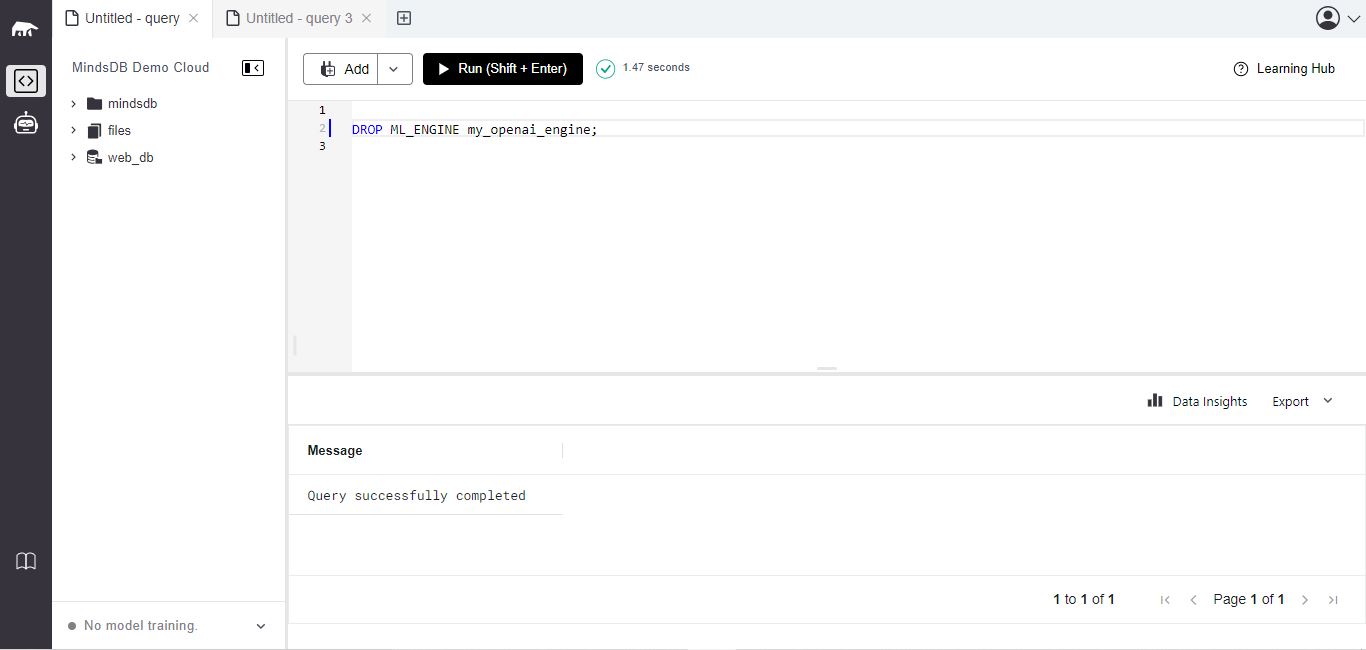 Untitled - query
Untitled - query 3
MindsDB Demo Cloud
mindsdb
files
web_db
No model training.
Add
Run (Shift + Enter)
1.47 seconds
Learning Hub
1
2 DROP ML_ENGINE my_openai_engine;
3
Data Insights
Export
Message
Query successfully completed
1 to 1 of 1
Page 1 of 1